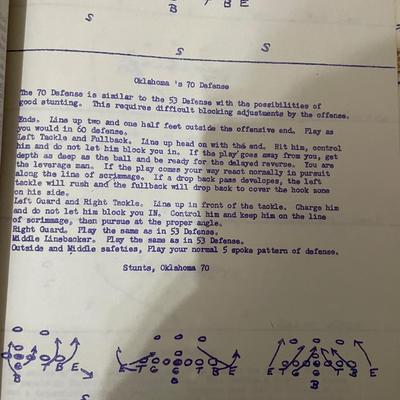 B T B E
S
S S
Oklahoma 's 70 Defense
The 70 Defense is similar to the 53 Defense with the possibilities of
good stunting. This requires difficult blocking adjustments by the offense.
Ends. Line up two and one half feet outside the offensive end. Play as
you would in 60 defense.
Left Tackle and Fullback. Line up head on with the end. Hit him, control
him and do not let him block you in. If the play goes away from you, get
depth as deep as the ball and be ready for the delayed reverse. You are
the leverage man. If the play comes your way react normally in pursuit
along the line of scrimmage. If a drop back pass developes, the left
tackle will rush and the fullback will drop back to cover the hook zone
on his side.
Left Guard and Right Tackle. Line up in front of the tackle. Charge him
and do not let him block you IN. Control him and keep him on the line
of scrimmage, then pursue at the proper angle.
Right Guard. Play the same as in 53 Defense.
Middle Linebacker. Play the same as in 53 Defense.
Outside and Middle safeties, Play your normal 5 spoke pattern of defense.
Stunts, Oklahoma 70
E T G T B E
E T G T B E
E T G T B E
G
B
B
B
S